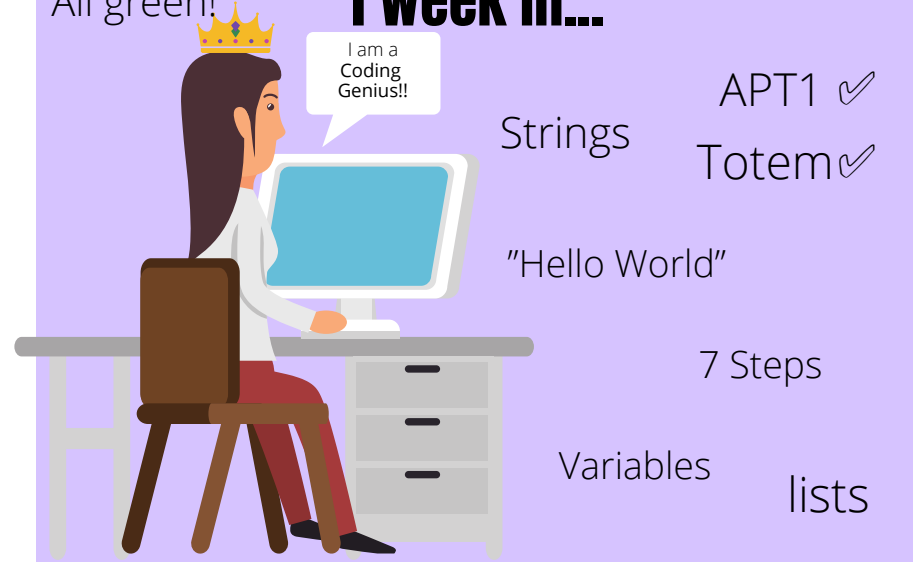 All green!
1 week in...
I am a
Coding
Genius!!
APT1 ✅
Strings
Totem ✅
”Hello World”
7 Steps
Variables
lists